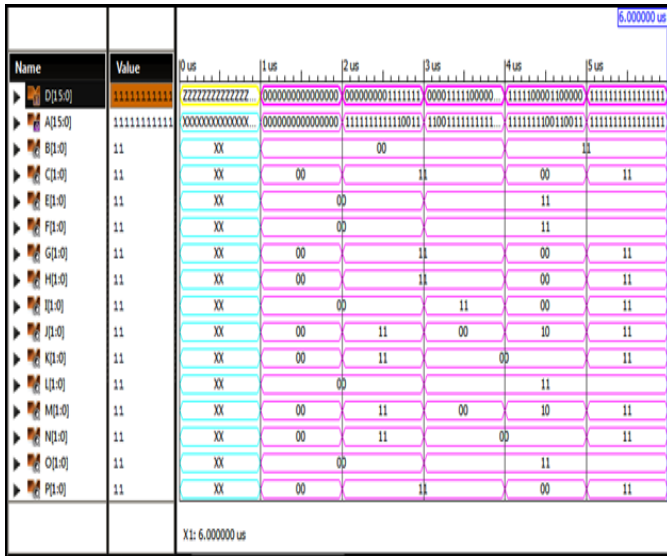 6.000000 us
Name Value 0 us 1 us 2 us 3 us 4 us 5 us
D[15:0] 11111111111 ZZZZZZZZZZZZZZ... 0000000000000000 0000000001111111 00001111100000... 1111100001100000 1111111111111111
A[15:0] 11111111111 XXXXXXXXXXXXXX... 0000000000000000 1111111111110011 11001111111111... 1111111100110011 1111111111111111
B[1:0] 11 XX 00 11
C[1:0] 11 XX 00 11 00 11
E[1:0] 11 XX 00 11
F[1:0] 11 XX 00 11
G[1:0] 11 XX 00 11 00 11
H[1:0] 11 XX 00 11 00 11
I[1:0] 11 XX 00 11 00 11
J[1:0] 11 XX 00 11 00 10 11
K[1:0] 11 XX 00 11 00 11
L[1:0] 11 XX 00 11
M[1:0] 11 XX 00 11 00 10 11
N[1:0] 11 XX 00 11 00 11
O[1:0] 11 XX 00 11
P[1:0] 11 XX 00 11 00 11
X1: 6.000000 us